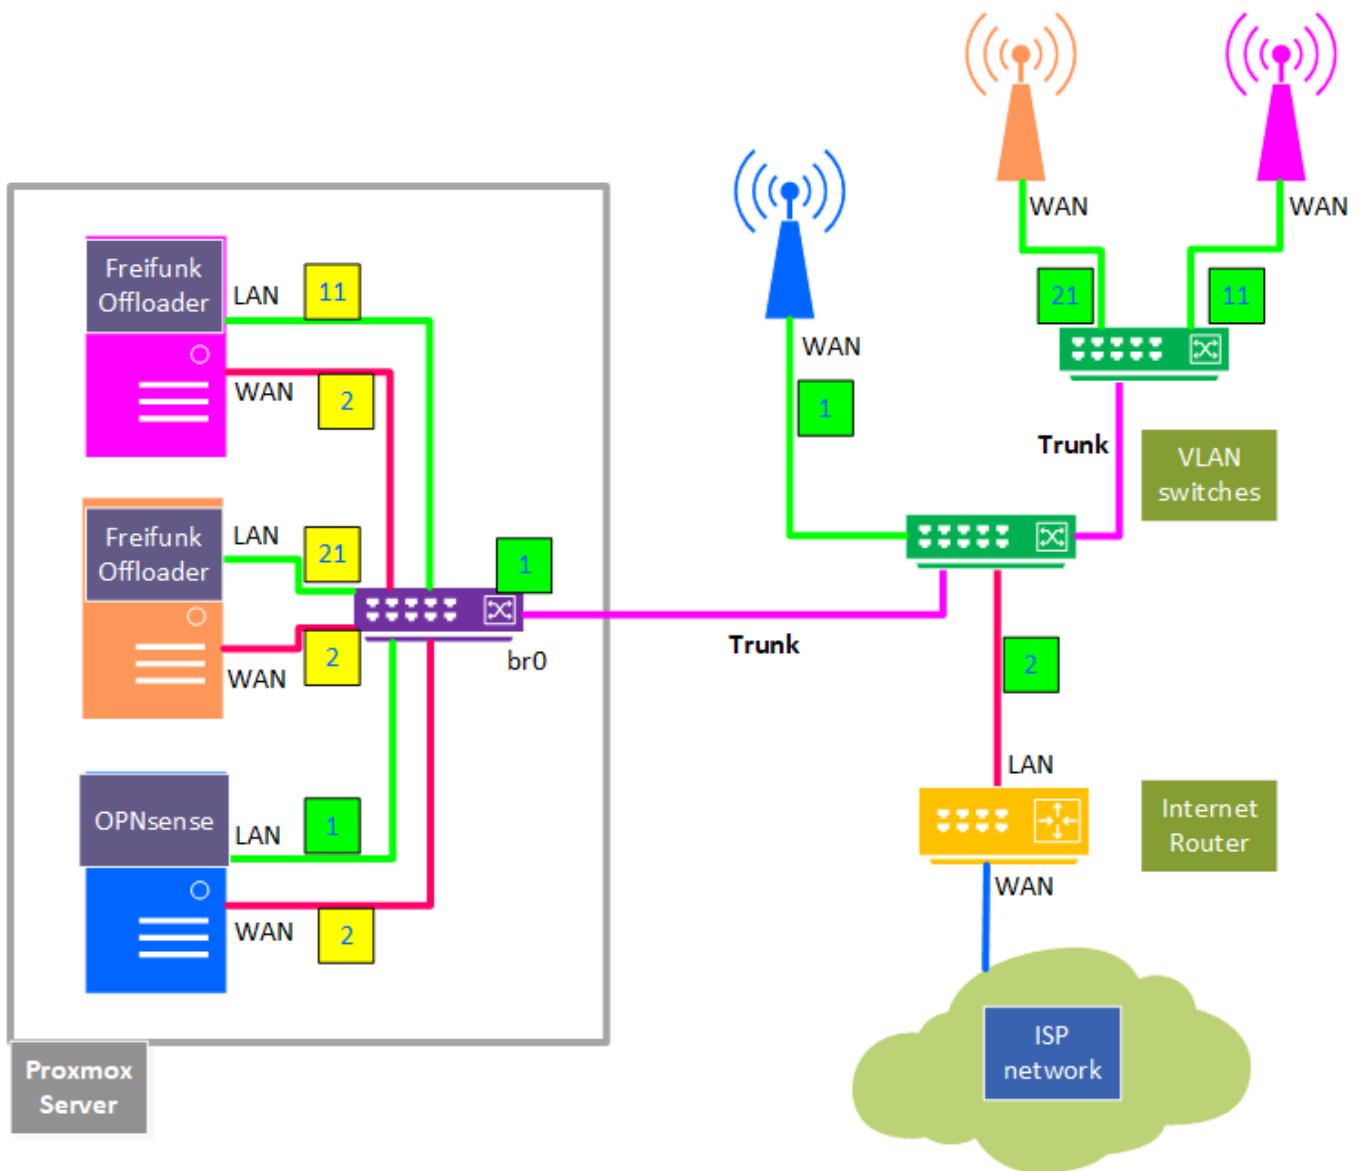 WAN
WAN
21
11
Freifunk
Offloader
LAN
11
WAN
2
WAN
1
Trunk
VLAN
switches
Freifunk
Offloader
LAN
21
1
WAN
2
br0
Trunk
2
LAN
OPNsense
LAN
1
WAN
2
Internet
Router
WAN
ISP
network
Proxmox
Server